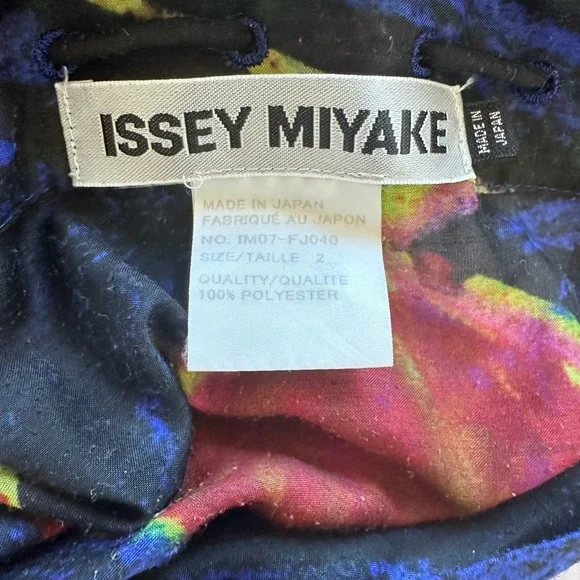 ISSEY MIYAKE
MADE IN
JAPAN
MADE IN JAPAN
FABRIQUÉ AU JAPON
NO. IM07-FJ040
SIZE/TAILLE 2
QUALITY/QUALITE
100% POLYESTER